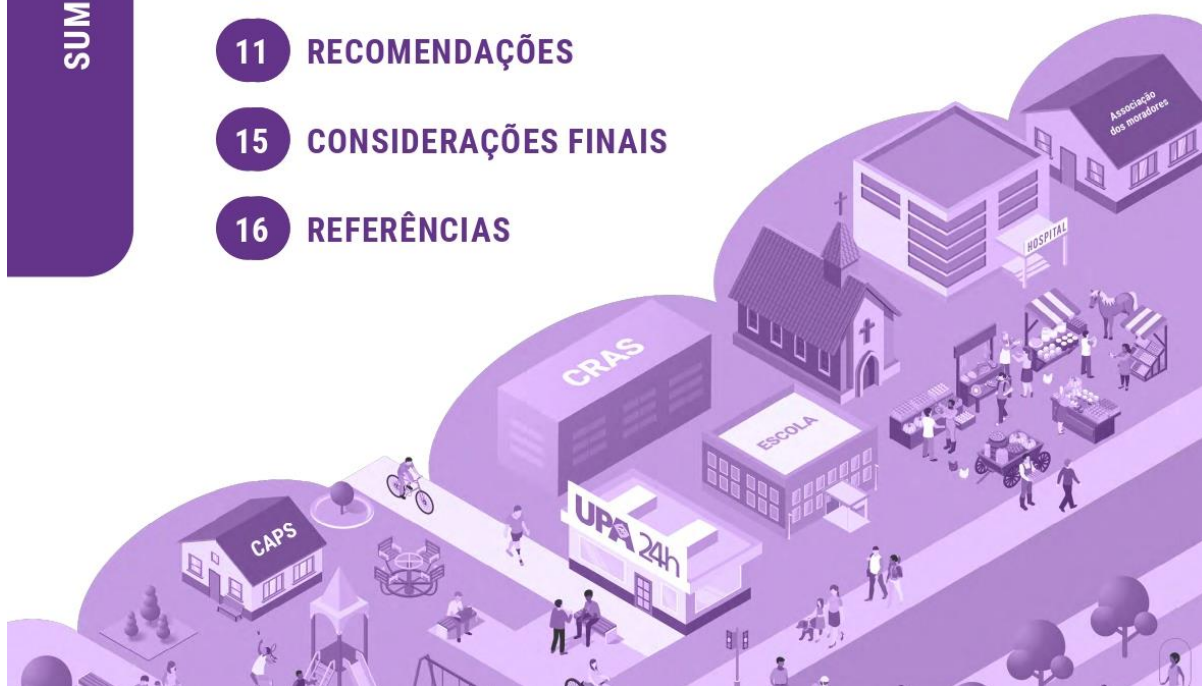 SUM
11 RECOMENDAÇÕES
15 CONSIDERAÇÕES FINAIS
16 REFERÊNCIAS
Associação
dos moradores
HOSPITAL
CRAS
ESCOLA
UPA 24h
CAPS